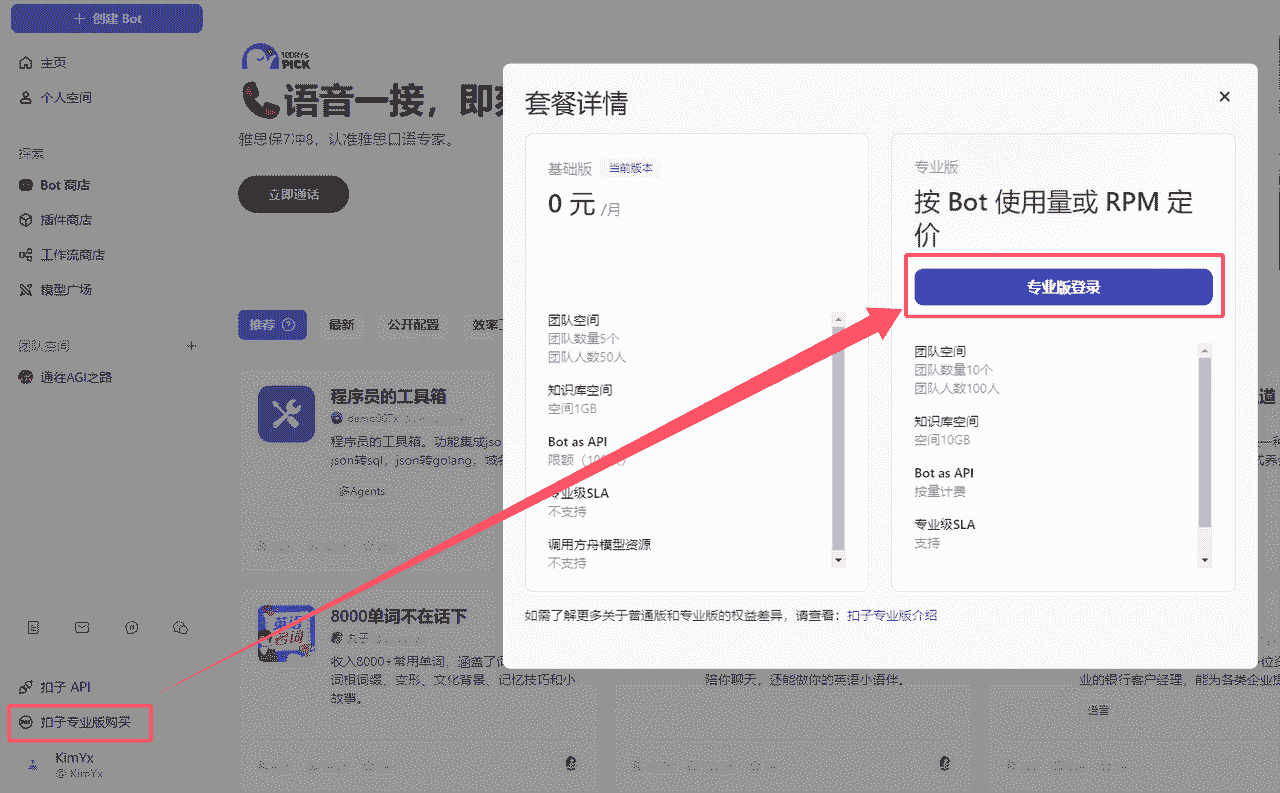 创建 Bot
主页
个人空间
探索
Bot 商店
插件商店
工作流商店
模型广场
团队空间
通往AGI之路
扣子 API
扣子专业版购买
KimYx
@ KimYx
TODAY'S
PICK
语音一接，即刻
雅思保7冲8，认准雅思口语专家。
立即通话
推荐
最新
公开配置
效率工
程序员的工具箱
程序员的工具箱。功能集成jso
json转sql，json转golang，域名
多Agents
8000单词不在话下
收入8000+常用单词，涵盖了词
词根词缀、变形、文化背景、记忆技巧和小
故事。
陪你聊天，还能做你的英语小语伴。
业的银行客户经理，能为各类企业提
语音
套餐详情
基础版 当前版本
0 元 /月
团队空间
团队数量5个
团队人数50人
知识库空间
空间1GB
Bot as API
专业级SLA
不支持
调用方舟模型资源
不支持
专业版
按 Bot 使用量或 RPM 定
价
专业版登录
团队空间
团队数量10个
团队人数100人
知识库空间
空间10GB
Bot as API
按量计费
专业级SLA
支持
如需了解更多关于普通版和专业版的权益差异，请查看：扣子专业版介绍